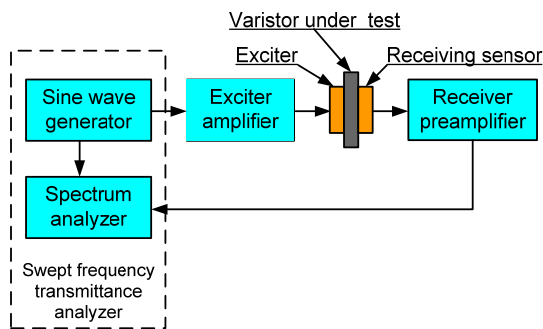 Varistor under test
Exciter
Receiving sensor
Sine wave
generator
Exciter
amplifier
Receiver
preamplifier
Spectrum
analyzer
Swept frequency
transmittance
analyzer